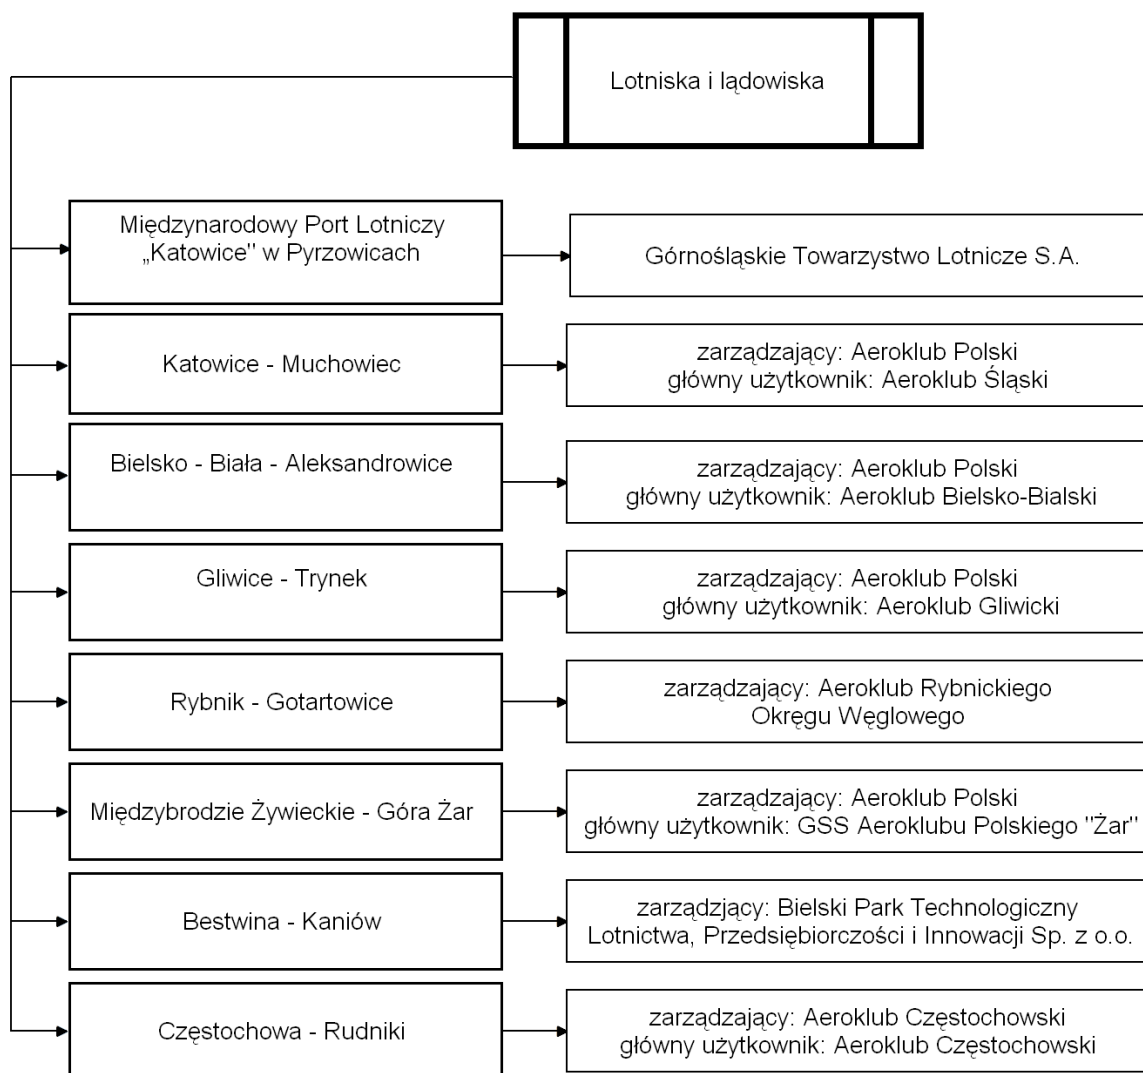 Lotniska i lądowiska
Międzynarodowy Port Lotniczy
„Katowice" w Pyrzowicach
Górnośląskie Towarzystwo Lotnicze S.A.
Katowice - Muchowiec
zarządzający: Aeroklub Polski
główny użytkownik: Aeroklub Śląski
Bielsko - Biała - Aleksandrowice
zarządzający: Aeroklub Polski
główny użytkownik: Aeroklub Bielsko-Bialski
Gliwice - Trynek
zarządzający: Aeroklub Polski
główny użytkownik: Aeroklub Gliwicki
Rybnik - Gotartowice
zarządzający: Aeroklub Rybnickiego
Okręgu Węglowego
Międzybrodzie Żywieckie - Góra Żar
zarządzający: Aeroklub Polski
główny użytkownik: GSS Aeroklubu Polskiego "Żar"
Bestwina - Kaniów
zarządzjący: Bielski Park Technologiczny
Lotnictwa, Przedsiębiorczości i Innowacji Sp. z o.o.
Częstochowa - Rudniki
zarządzający: Aeroklub Częstochowski
główny użytkownik: Aeroklub Częstochowski